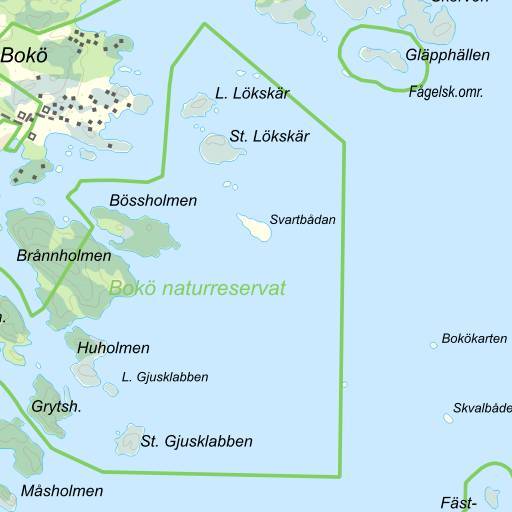 Bokö
Gläpphällen
L. Lökskär
Fågelsk.omr.
St. Lökskär
Bössholmen
Svartbådan
Brånnholmen
Bokö naturreservat
Bokökarten
Huholmen
L. Gjusklabben
Grytsh.
Skvalbåde
St. Gjusklabben
Måsholmen
Fäst-